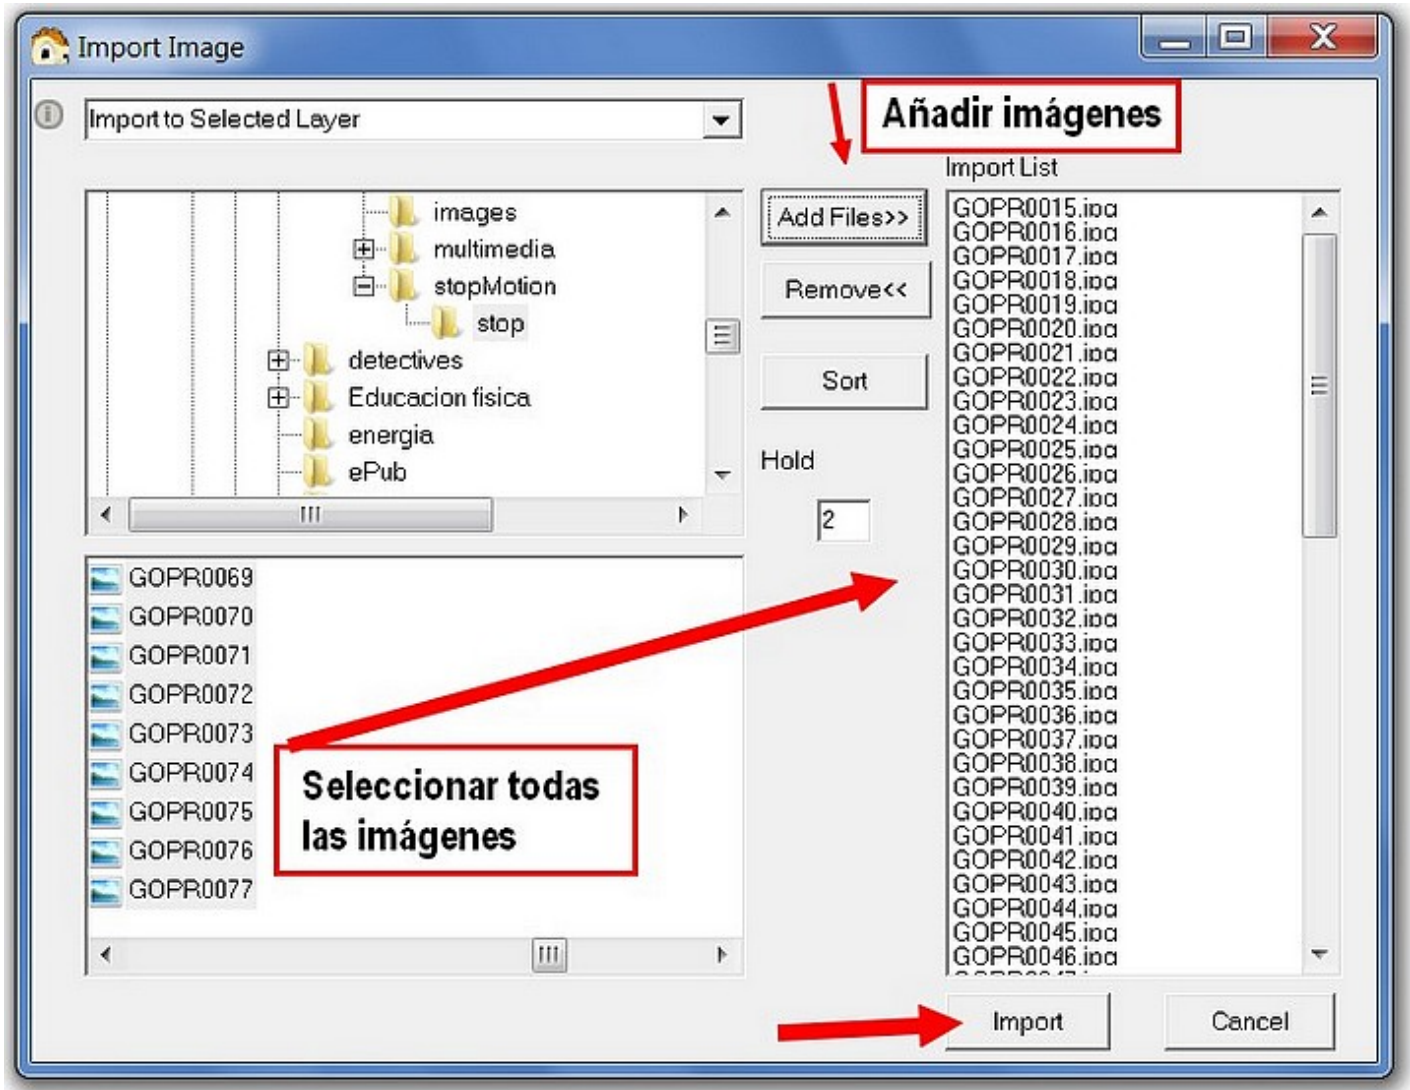 Import Image
Import to Selected Layer
Añadir imágenes
Import List
images
multimedia
stopMotion
stop
detectives
Educacion fisica
energia
ePub
Add Files>>
Remove<<
Sort
Hold
2
GOPR0015.jpg
GOPR0016.jpg
GOPR0017.jpg
GOPR0018.jpg
GOPR0019.jpg
GOPR0020.jpg
GOPR0021.jpg
GOPR0022.jpg
GOPR0023.jpg
GOPR0024.jpg
GOPR0025.jpg
GOPR0026.jpg
GOPR0027.jpg
GOPR0028.jpg
GOPR0029.jpg
GOPR0030.jpg
GOPR0031.jpg
GOPR0032.jpg
GOPR0033.jpg
GOPR0034.jpg
GOPR0035.jpg
GOPR0036.jpg
GOPR0037.jpg
GOPR0038.jpg
GOPR0039.jpg
GOPR0040.jpg
GOPR0041.jpg
GOPR0042.jpg
GOPR0043.jpg
GOPR0044.jpg
GOPR0045.jpg
GOPR0046.jpg
GOPR0069
GOPR0070
GOPR0071
GOPR0072
GOPR0073
GOPR0074
GOPR0075
GOPR0076
GOPR0077
Seleccionar todas
las imágenes
Import
Cancel